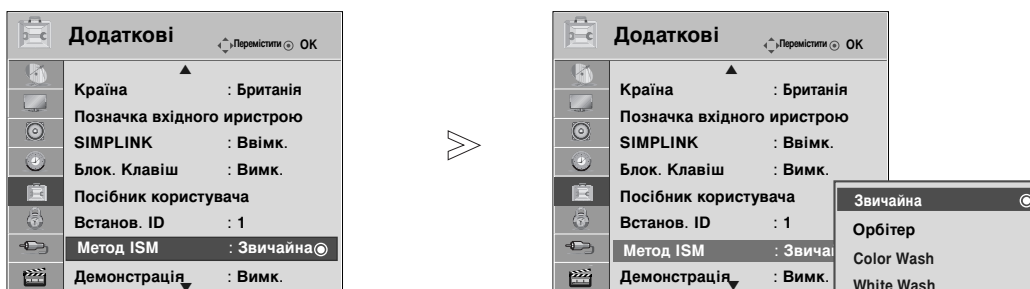 Додаткові
Перемістити OK
Країна : Британія
Позначка вхідного иристрою
SIMPLINK : Ввімк.
Блок. Клавіш : Вимк.
Посібник користувача
Встанов. ID : 1
Метод ISM : Звичайна
Демонстрація : Вимк.
Додаткові
Перемістити OK
Країна : Британія
Позначка вхідного иристрою
SIMPLINK : Ввімк.
Блок. Клавіш : Вимк.
Посібник користувача
Встанов. ID : 1
Метод ISM : Звичай
Демонстрація : Вимк.
Звичайна
Орбітер
Color Wash
White Wash